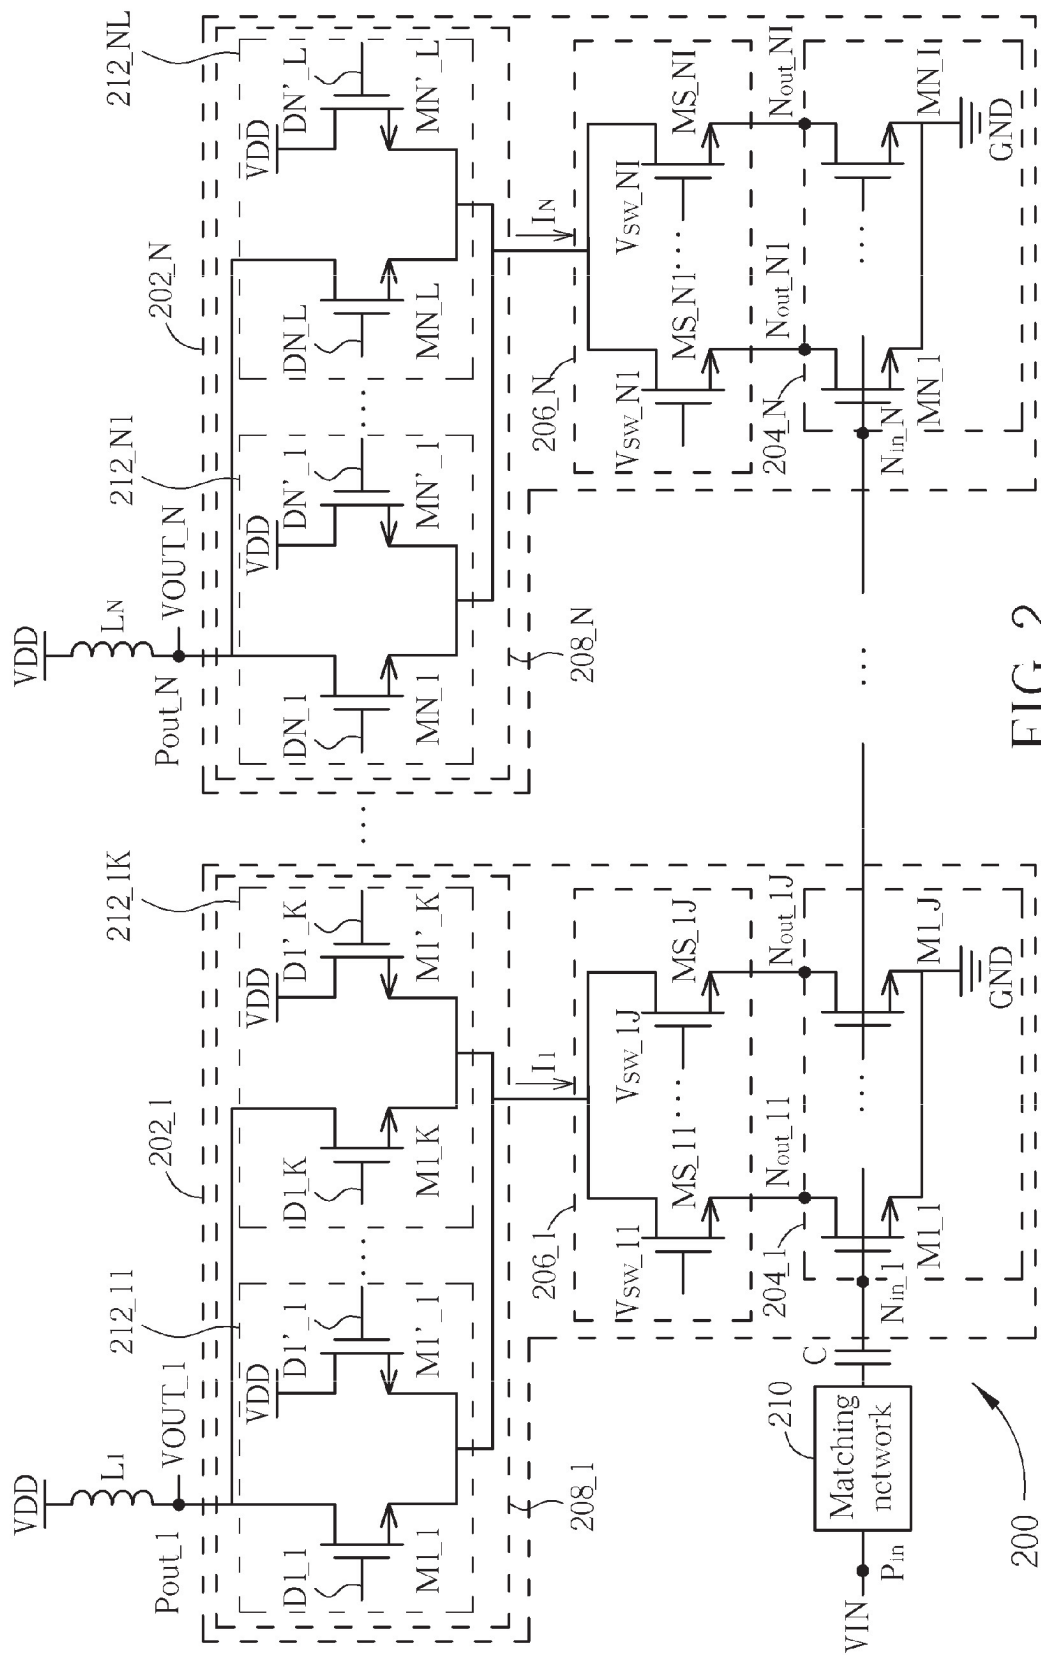 212_NL
202_N
212_N1
VDD
LN
Pout_N
VOUT_N
VDD
DN'_L
VDD
DN'_1
DN_L
DN_1
MN'_L
MN_L
MN'_1
MN_1
208_N
IN
206_N
VSW_NI
MS_NI
VSW_N1
MS_N1
Nout_NI
Nout_N1
204_N
Nin_N
MN_I
MN_1
GND
212_1K
202_1
212_11
VDD
L1
Pout_1
VOUT_1
VDD
D1'_K
VDD
D1'_1
D1_K
D1_1
M1'_K
M1_K
M1'_1
M1_1
208_1
I1
206_1
VSW_1J
MS_1J
VSW_11
MS_11
Nout_1J
Nout_11
204_1
Nin_1
M1_J
M1_1
GND
C
210
Matching
network
Pin
VIN
200
FIG. 2